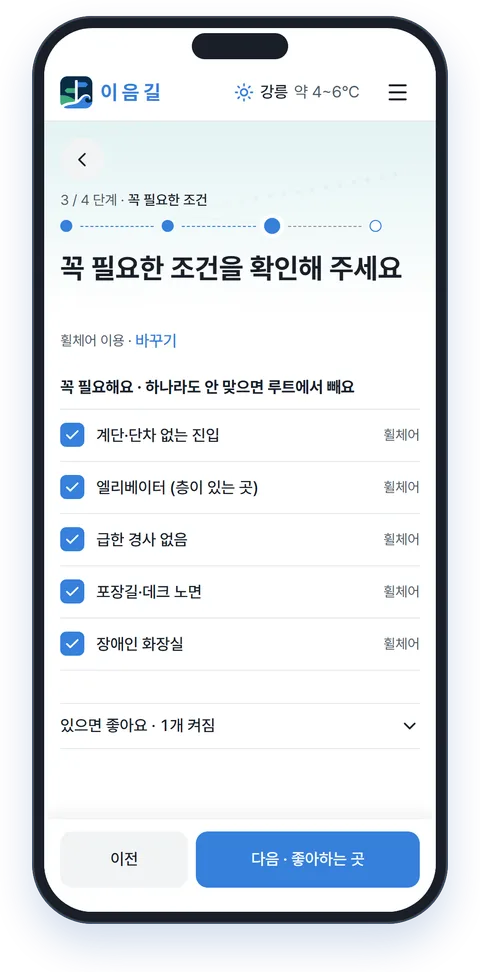 이음길
강릉 약 4~6°C
3 / 4 단계 · 꼭 필요한 조건
꼭 필요한 조건을 확인해 주세요
휠체어 이용 · 바꾸기
꼭 필요해요 · 하나라도 안 맞으면 루트에서 빼요
계단·단차 없는 진입 휠체어
엘리베이터 (층이 있는 곳) 휠체어
급한 경사 없음 휠체어
포장길·데크 노면 휠체어
장애인 화장실 휠체어
있으면 좋아요 · 1개 켜짐
이전
다음 · 좋아하는 곳